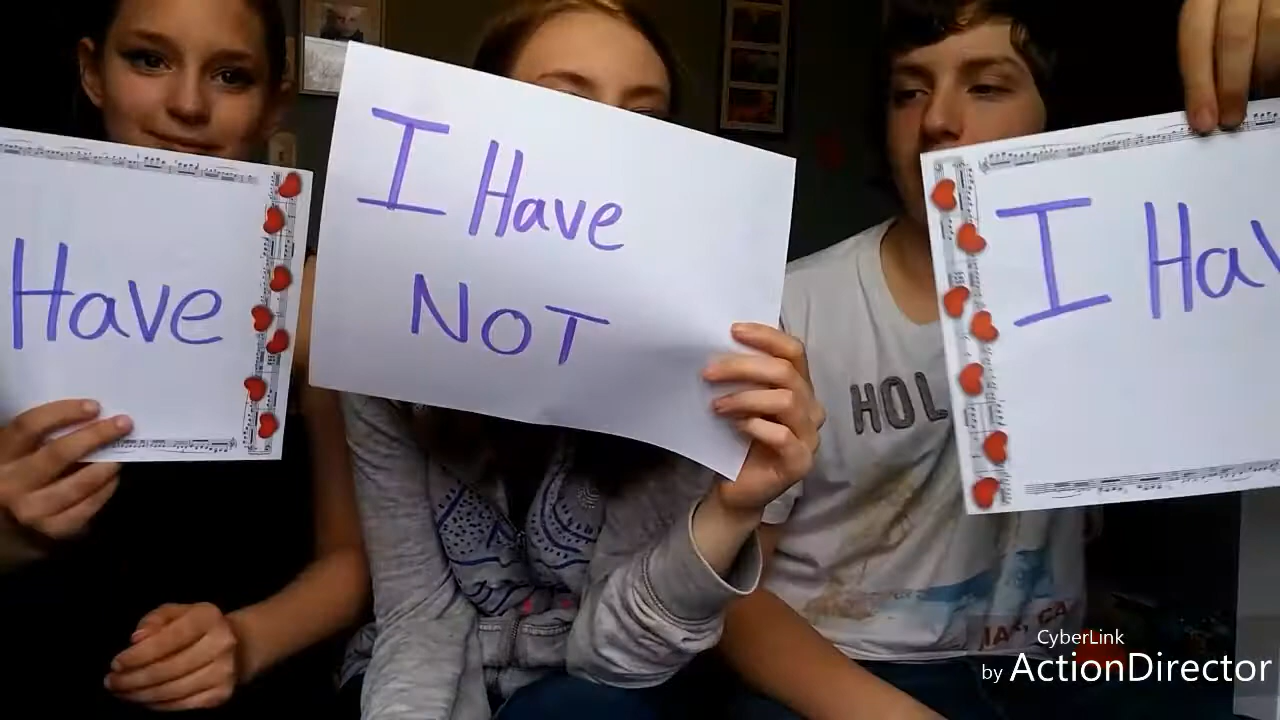 Have
I Have
NOT
I Hav
HOL
CyberLink
by ActionDirector